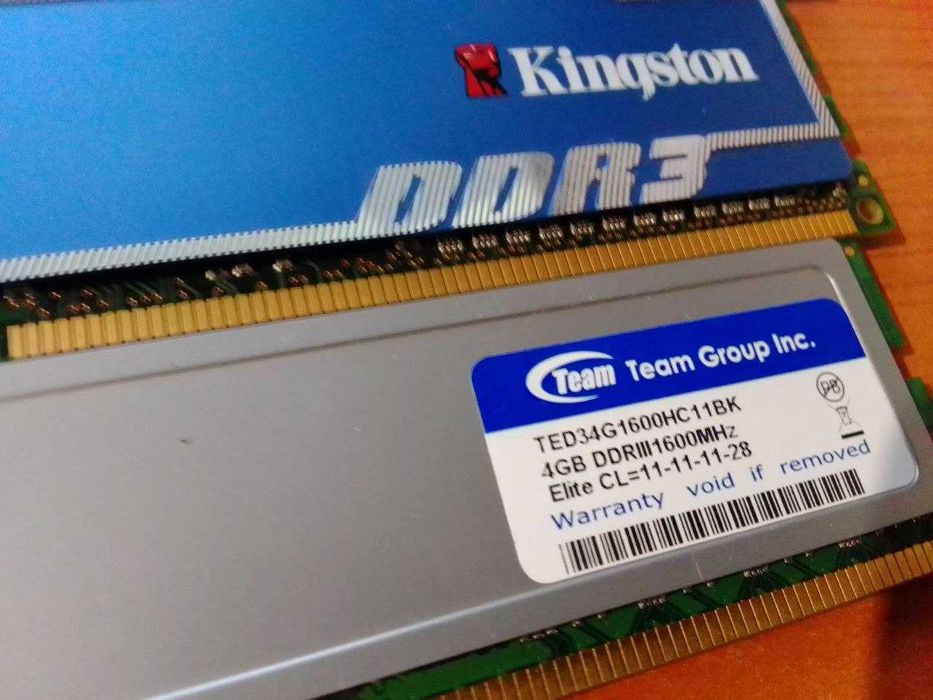 Kingston
DDR3
Team Team Group Inc.
TED34G1600HC11BK
4GB DDRIII1600MHz
Elite CL=11-11-11-28
Warranty void if removed
PB